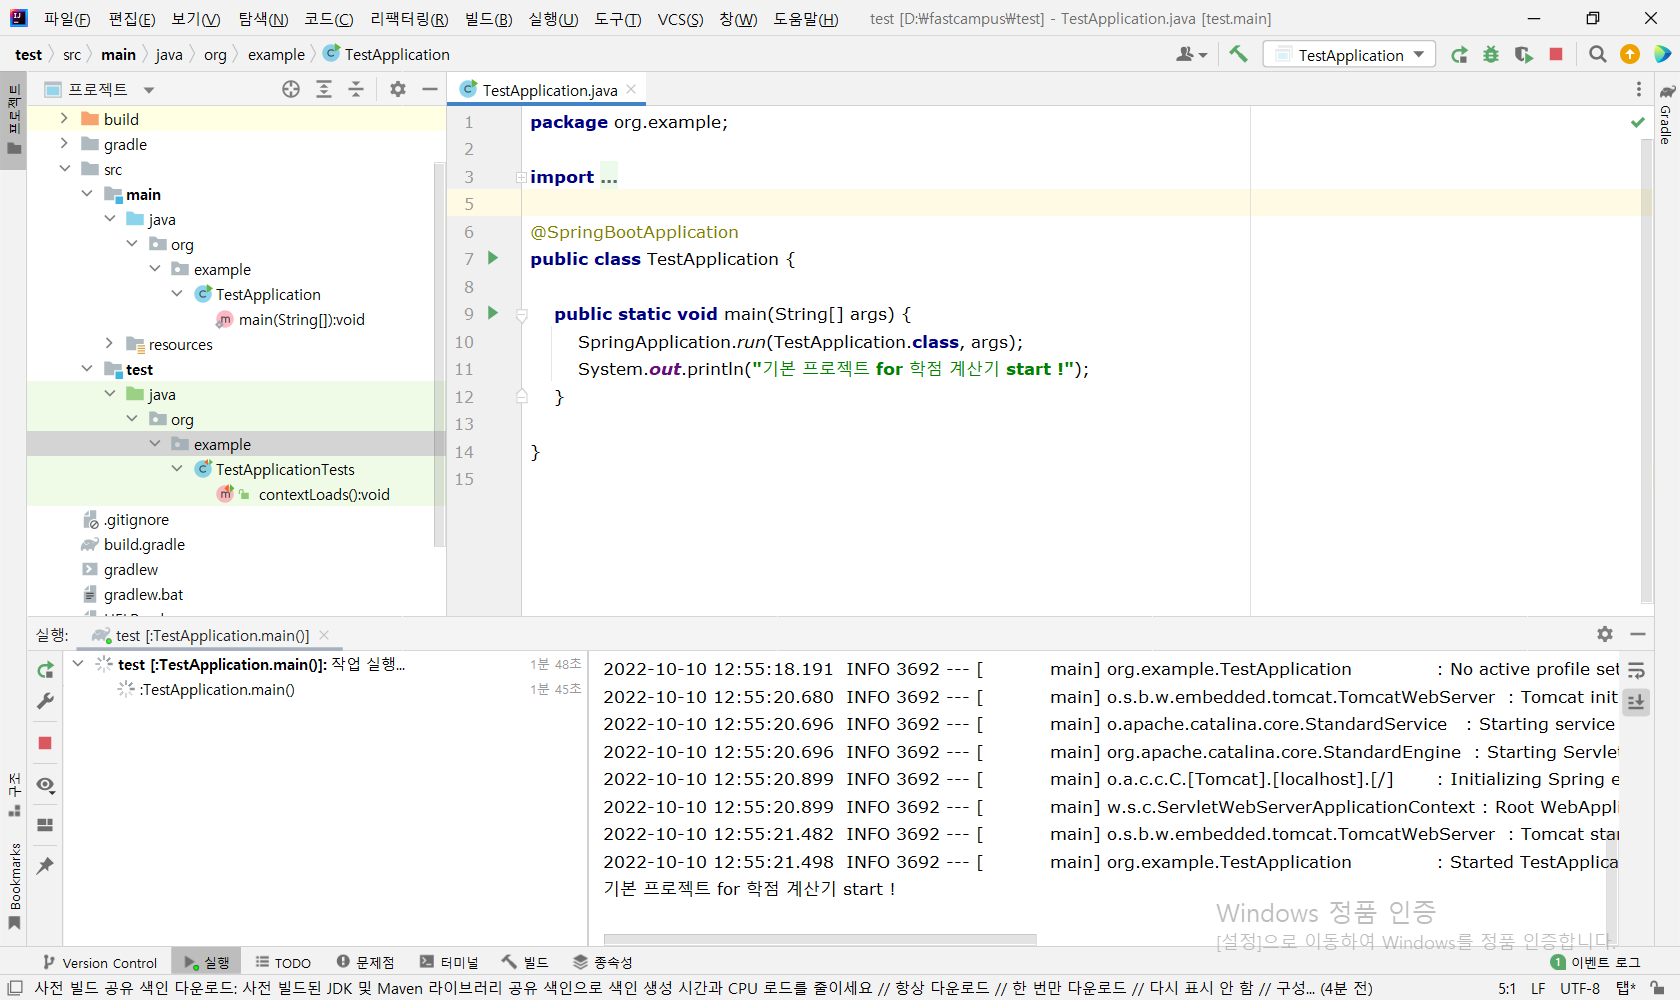 파일(F) 편집(E) 보기(V) 탐색(N) 코드(C) 리팩터링(R) 빌드(B) 실행(U) 도구(T) VCS(S) 창(W) 도움말(H) test [D:₩fastcampus₩test] - TestApplication.java [test.main]
test src main java org example TestApplication
TestApplication
프로젝트
프로젝트
TestApplication.java
Gradle
build
gradle
src
main
java
org
example
TestApplication
main(String[]):void
resources
test
java
org
example
TestApplicationTests
contextLoads():void
.gitignore
build.gradle
gradlew
gradlew.bat
1 package org.example;
2
3 import ...
5
6 @SpringBootApplication
7 public class TestApplication {
8
9 public static void main(String[] args) {
10 SpringApplication.run(TestApplication.class, args);
11 System.out.println("기본 프로젝트 for 학점 계산기 start !");
12 }
13
14 }
15
실행: test [:TestApplication.main()]
test [:TestApplication.main()]: 작업 실행... 1분 48초
:TestApplication.main() 1분 45초
구조
Bookmarks
2022-10-10 12:55:18.191 INFO 3692 --- [ main] org.example.TestApplication : No active profile set
2022-10-10 12:55:20.680 INFO 3692 --- [ main] o.s.b.w.embedded.tomcat.TomcatWebServer : Tomcat init
2022-10-10 12:55:20.696 INFO 3692 --- [ main] o.apache.catalina.core.StandardService : Starting service
2022-10-10 12:55:20.696 INFO 3692 --- [ main] org.apache.catalina.core.StandardEngine : Starting Servlet
2022-10-10 12:55:20.899 INFO 3692 --- [ main] o.a.c.c.C.[Tomcat].[localhost].[/] : Initializing Spring e
2022-10-10 12:55:20.899 INFO 3692 --- [ main] w.s.c.ServletWebServerApplicationContext : Root WebAppli
2022-10-10 12:55:21.482 INFO 3692 --- [ main] o.s.b.w.embedded.tomcat.TomcatWebServer : Tomcat star
2022-10-10 12:55:21.498 INFO 3692 --- [ main] org.example.TestApplication : Started TestApplica
기본 프로젝트 for 학점 계산기 start !
Windows 정품 인증
[설정]으로 이동하여 Windows를 정품 인증합니다.
Version Control 실행 TODO 문제점 터미널 빌드 종속성 1 이벤트 로그
사전 빌드 공유 색인 다운로드: 사전 빌드된 JDK 및 Maven 라이브러리 공유 색인으로 색인 생성 시간과 CPU 로드를 줄이세요 // 항상 다운로드 // 한 번만 다운로드 // 다시 표시 안 함 // 구성... (4분 전) 5:1 LF UTF-8 탭*